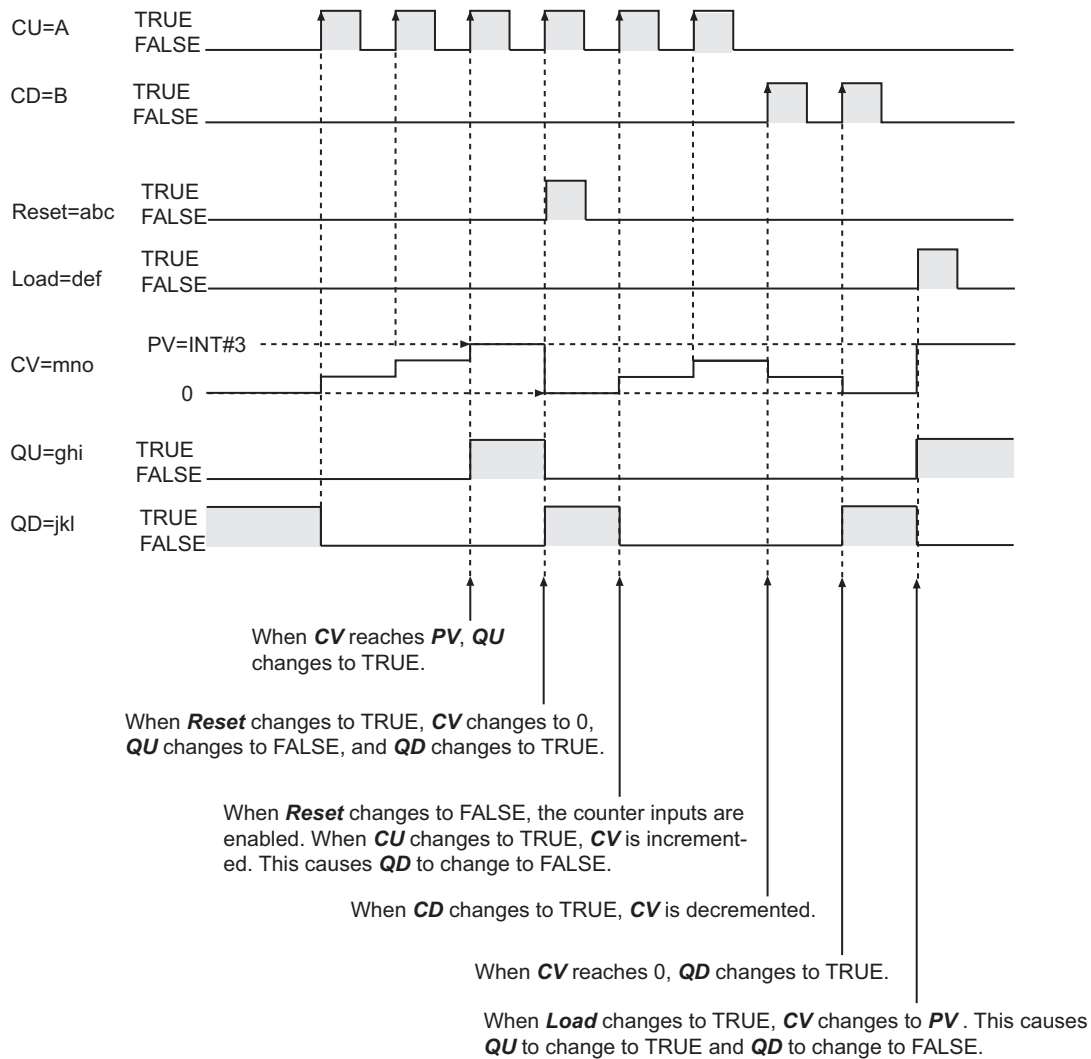 CU=A
TRUE
FALSE
CD=B
TRUE
FALSE
Reset=abc
TRUE
FALSE
Load=def
TRUE
FALSE
PV=INT#3
CV=mno
0
QU=ghi
TRUE
FALSE
QD=jkl
TRUE
FALSE
When CV reaches PV, QU
changes to TRUE.
When Reset changes to TRUE, CV changes to 0,
QU changes to FALSE, and QD changes to TRUE.
When Reset changes to FALSE, the counter inputs are
enabled. When CU changes to TRUE, CV is increment-
ed. This causes QD to change to FALSE.
When CD changes to TRUE, CV is decremented.
When CV reaches 0, QD changes to TRUE.
When Load changes to TRUE, CV changes to PV . This causes
QU to change to TRUE and QD to change to FALSE.